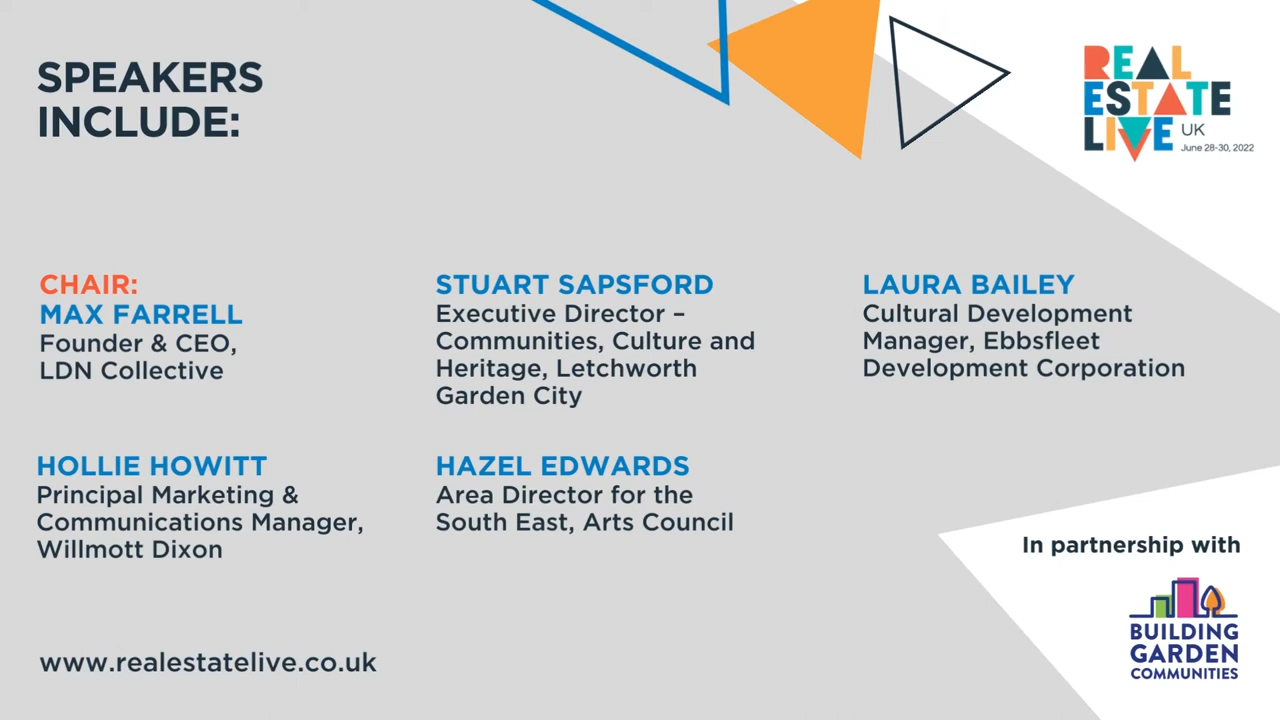 SPEAKERS
INCLUDE:
REAL
ESTATE
LIVE UK
June 28-30, 2022
CHAIR:
MAX FARRELL
Founder & CEO,
LDN Collective
STUART SAPSFORD
Executive Director –
Communities, Culture and
Heritage, Letchworth
Garden City
LAURA BAILEY
Cultural Development
Manager, Ebbsfleet
Development Corporation
HOLLIE HOWITT
Principal Marketing &
Communications Manager,
Willmott Dixon
HAZEL EDWARDS
Area Director for the
South East, Arts Council
In partnership with
BUILDING
GARDEN
COMMUNITIES
www.realestatelive.co.uk